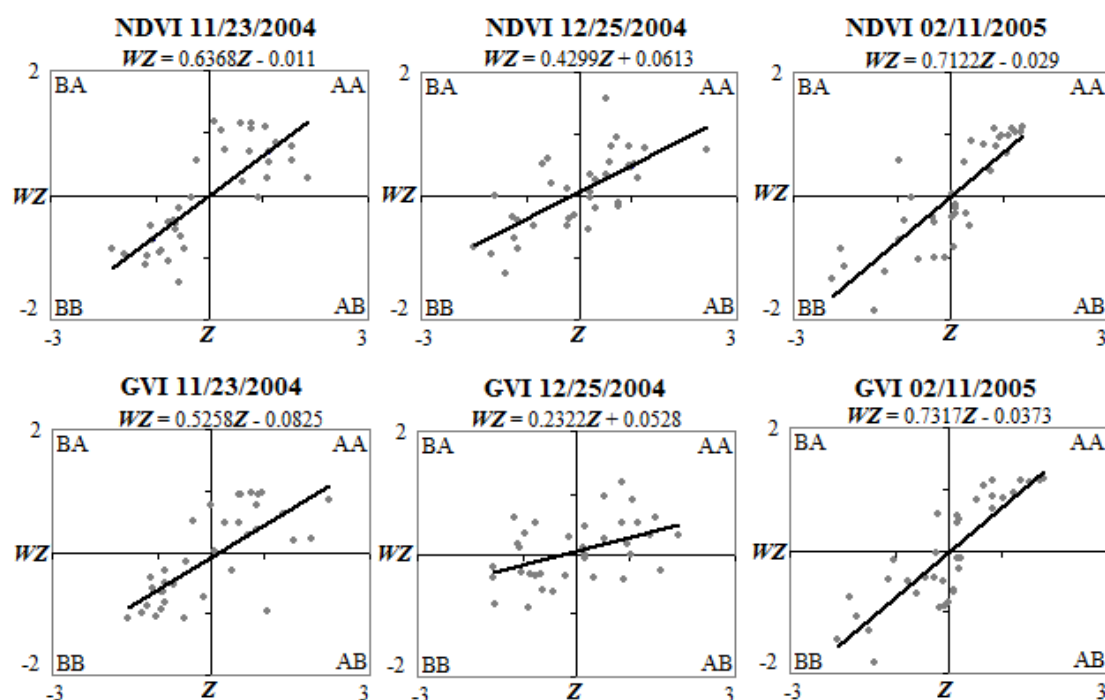 NDVI 11/23/2004 NDVI 12/25/2004 NDVI 02/11/2005
WZ = 0.6368Z - 0.011 WZ = 0.4299Z + 0.0613 WZ = 0.7122Z - 0.029
2 2 2
BA AA BA AA BA AA
WZ WZ WZ
BB AB BB AB BB AB
-2 -2 -2
-3 Z 3 -3 Z 3 -3 Z 3
GVI 11/23/2004 GVI 12/25/2004 GVI 02/11/2005
WZ = 0.5258Z - 0.0825 WZ = 0.2322Z + 0.0528 WZ = 0.7317Z - 0.0373
2 2 2
BA AA BA AA BA AA
WZ WZ WZ
BB AB BB AB BB AB
-2 -2 -2
-3 Z 3 -3 Z 3 -3 Z 3